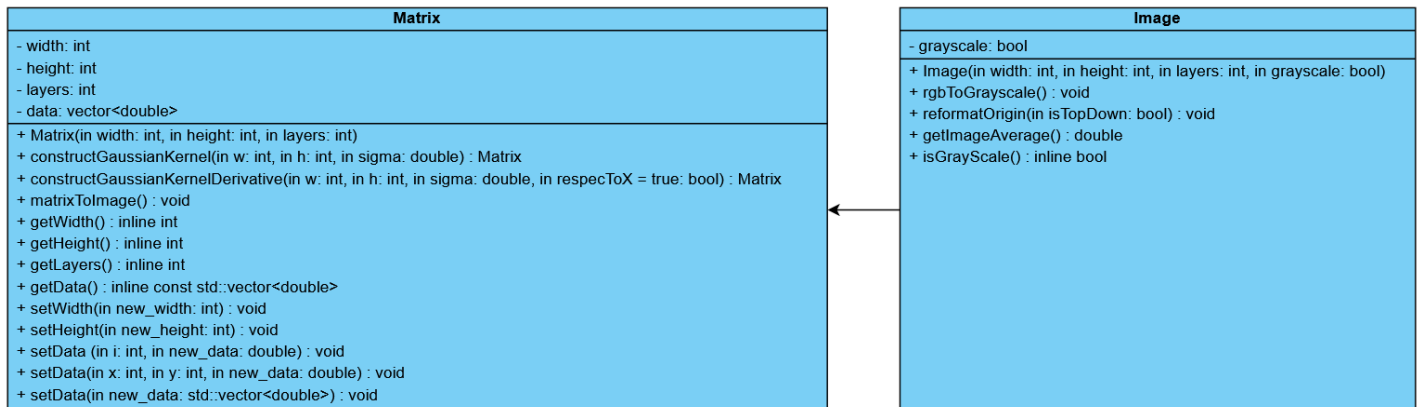 Matrix
- width: int
- height: int
- layers: int
- data: vector<double>
+ Matrix(in width: int, in height: int, in layers: int)
+ constructGaussianKernel(in w: int, in h: int, in sigma: double) : Matrix
+ constructGaussianKernelDerivative(in w: int, in h: int, in sigma: double, in respecToX = true: bool) : Matrix
+ matrixToImage() : void
+ getWidth() : inline int
+ getHeight() : inline int
+ getLayers() : inline int
+ getData() : inline const std::vector<double>
+ setWidth(in new_width: int) : void
+ setHeight(in new_height: int) : void
+ setData (in i: int, in new_data: double) : void
+ setData(in x: int, in y: int, in new_data: double) : void
+ setData(in new_data: std::vector<double>) : void
Image
- grayscale: bool
+ Image(in width: int, in height: int, in layers: int, in grayscale: bool)
+ rgbToGrayscale() : void
+ reformatOrigin(in isTopDown: bool) : void
+ getImageAverage() : double
+ isGrayScale() : inline bool